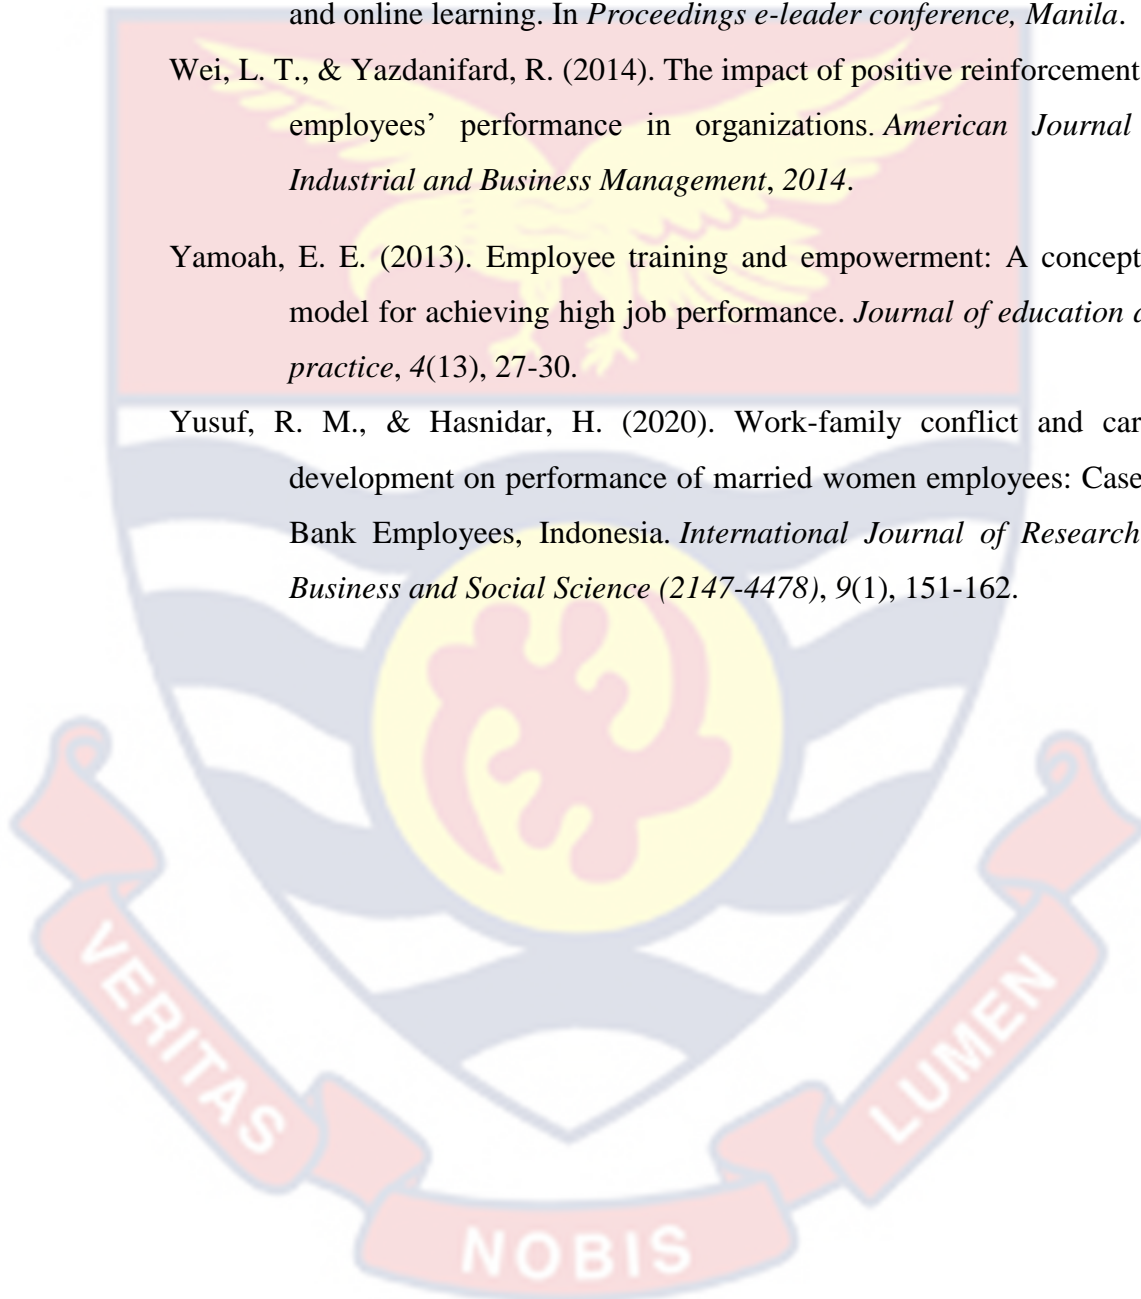 and online learning. In Proceedings e-leader conference, Manila.
Wei, L. T., & Yazdanifard, R. (2014). The impact of positive reinforcement
employees’ performance in organizations. American Journal
Industrial and Business Management, 2014.
Yamoah, E. E. (2013). Employee training and empowerment: A concept
model for achieving high job performance. Journal of education a
practice, 4(13), 27-30.
Yusuf, R. M., & Hasnidar, H. (2020). Work-family conflict and car
development on performance of married women employees: Case
Bank Employees, Indonesia. International Journal of Research
Business and Social Science (2147-4478), 9(1), 151-162.
VERITAS
NOBIS
LUMEN